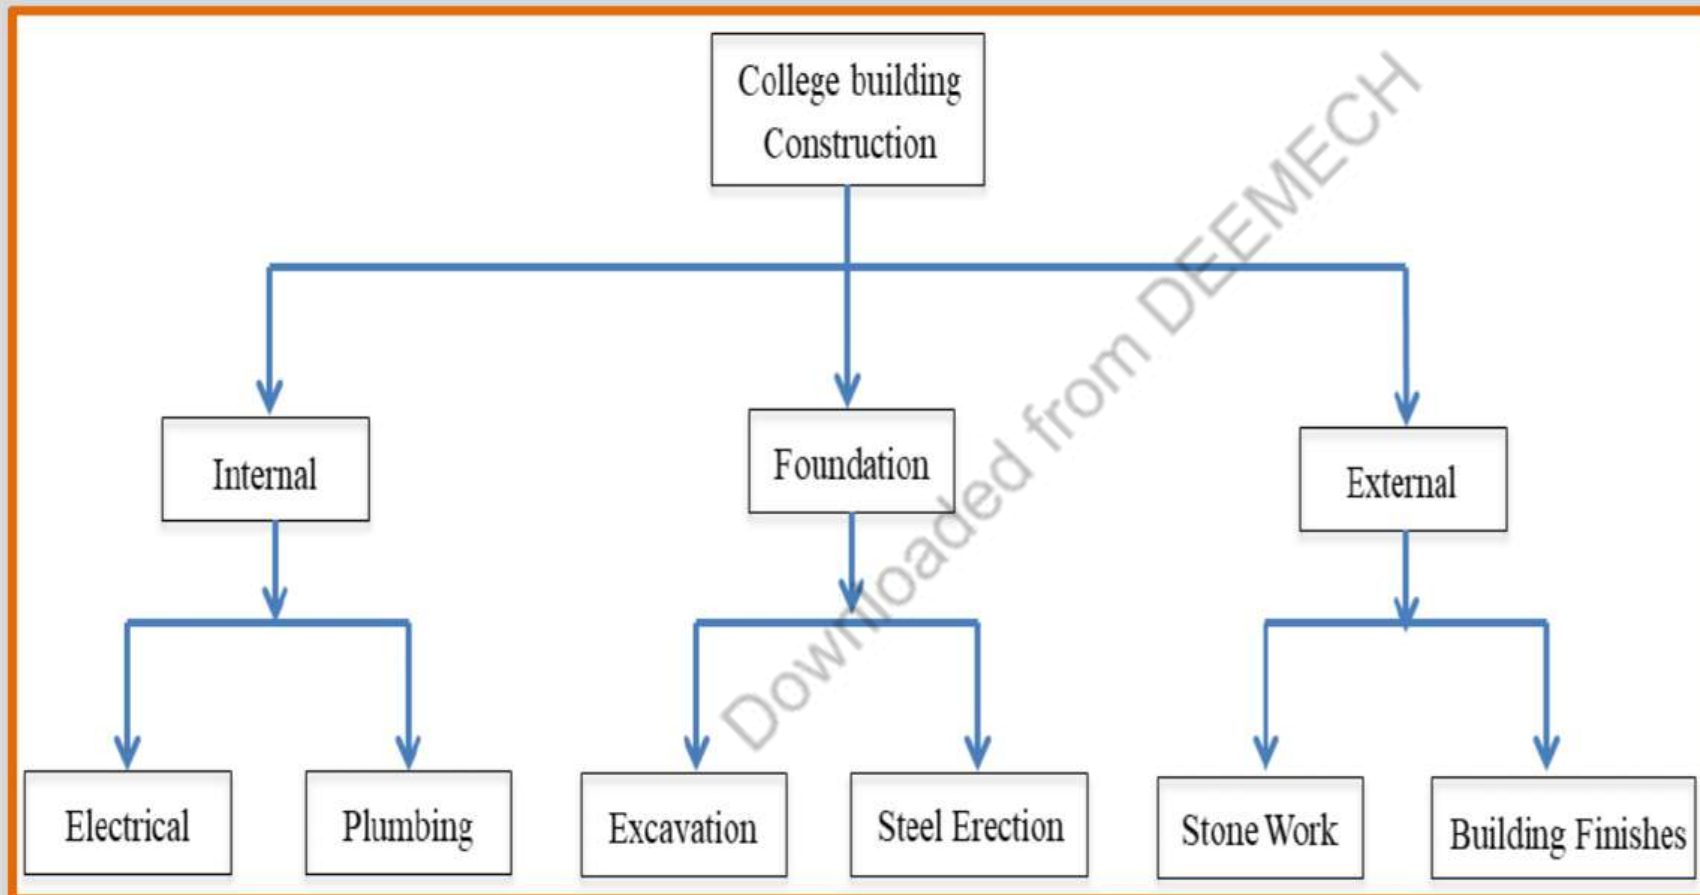 College building
Construction
Internal
Foundation
External
Electrical
Plumbing
Excavation
Steel Erection
Stone Work
Building Finishes
Downloaded from DEEMECH